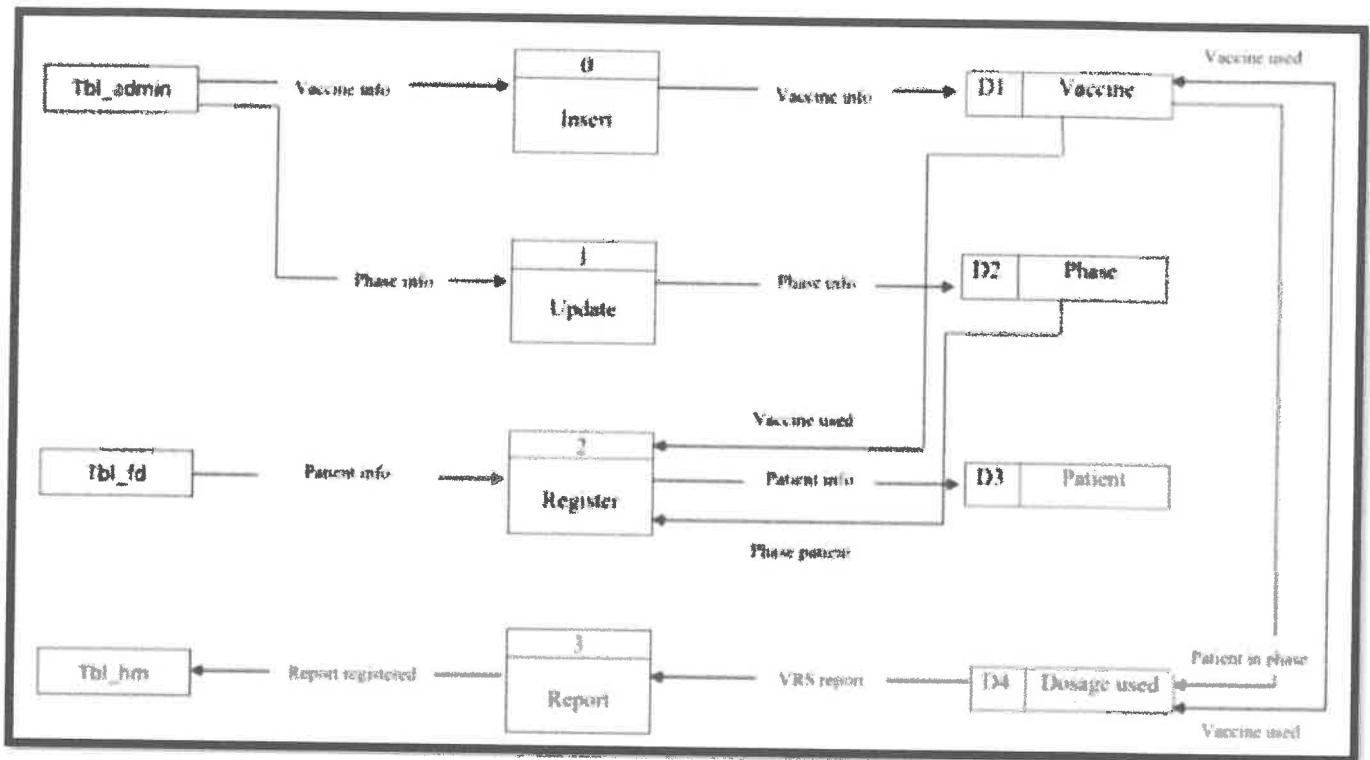 Vaccine used
0
Tbl_admin
Vaccine info
Insert
Vaccine info
D1
Vaccine
1
Phase info
Update
Phase info
D2
Phase
Vaccine used
2
Tbl_fd
Patient info
Register
Patient info
D3
Patient
Phase patient
3
Tbl_hm
Report registered
Report
VRS report
D4
Dosage used
Patient in phase
Vaccine used